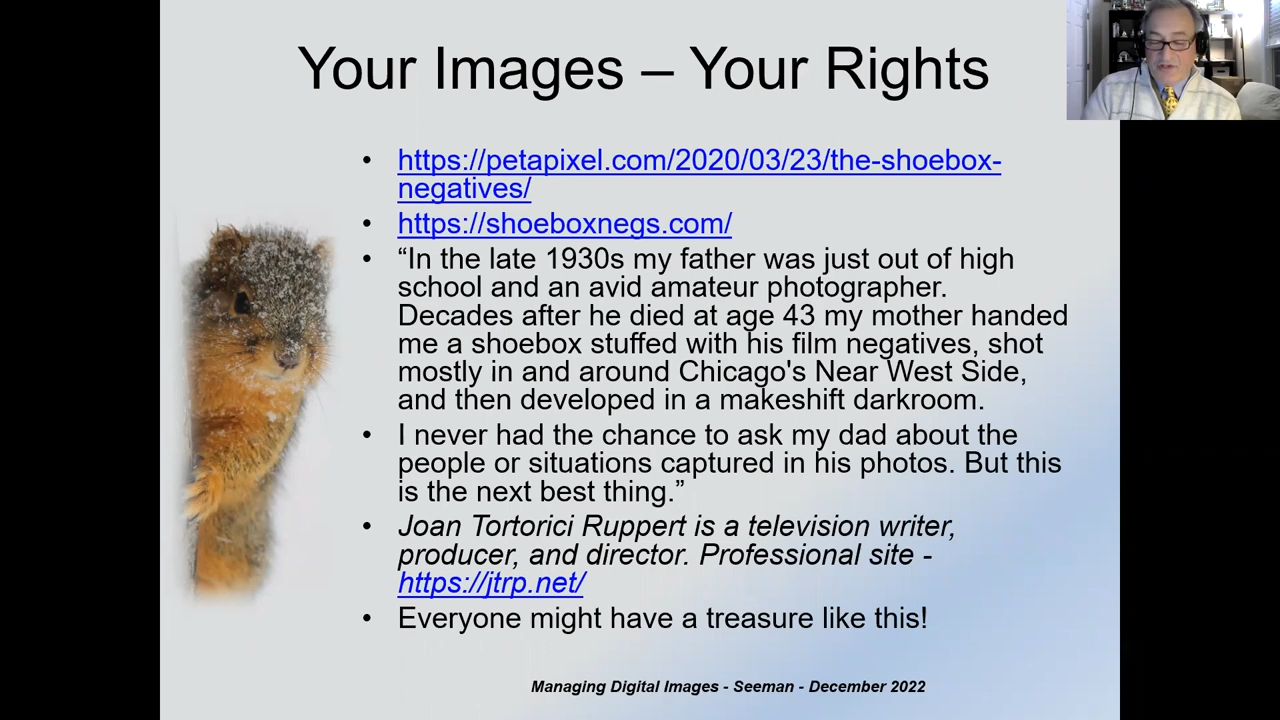 Your Images – Your Rights
• https://petapixel.com/2020/03/23/the-shoebox-
negatives/
• https://shoeboxnegs.com/
• “In the late 1930s my father was just out of high
school and an avid amateur photographer.
Decades after he died at age 43 my mother handed
me a shoebox stuffed with his film negatives, shot
mostly in and around Chicago's Near West Side,
and then developed in a makeshift darkroom.
• I never had the chance to ask my dad about the
people or situations captured in his photos. But this
is the next best thing.”
• Joan Tortorici Ruppert is a television writer,
producer, and director. Professional site -
https://jtrp.net/
• Everyone might have a treasure like this!
Managing Digital Images - Seeman - December 2022